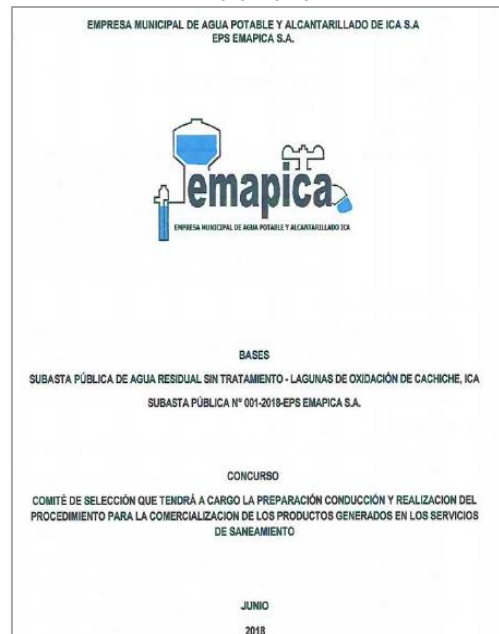 EMPRESA MUNICIPAL DE AGUA POTABLE Y ALCANTARILLADO DE ICA S.A
EPS EMAPICA S.A.
emapica
EMPRESA MUNICIPAL DE AGUA POTABLE Y ALCANTARILLADO ICA
BASES
SUBASTA PÚBLICA DE AGUA RESIDUAL SIN TRATAMIENTO - LAGUNAS DE OXIDACIÓN DE CACHICHE, ICA
SUBASTA PÚBLICA N° 001-2018-EPS EMAPICA S.A.
CONCURSO
COMITÉ DE SELECCIÓN QUE TENDRÁ A CARGO LA PREPARACIÓN CONDUCCIÓN Y REALIZACION DEL
PROCEDIMIENTO PARA LA COMERCIALIZACION DE LOS PRODUCTOS GENERADOS EN LOS SERVICIOS
DE SANEAMIENTO
JUNIO
2018